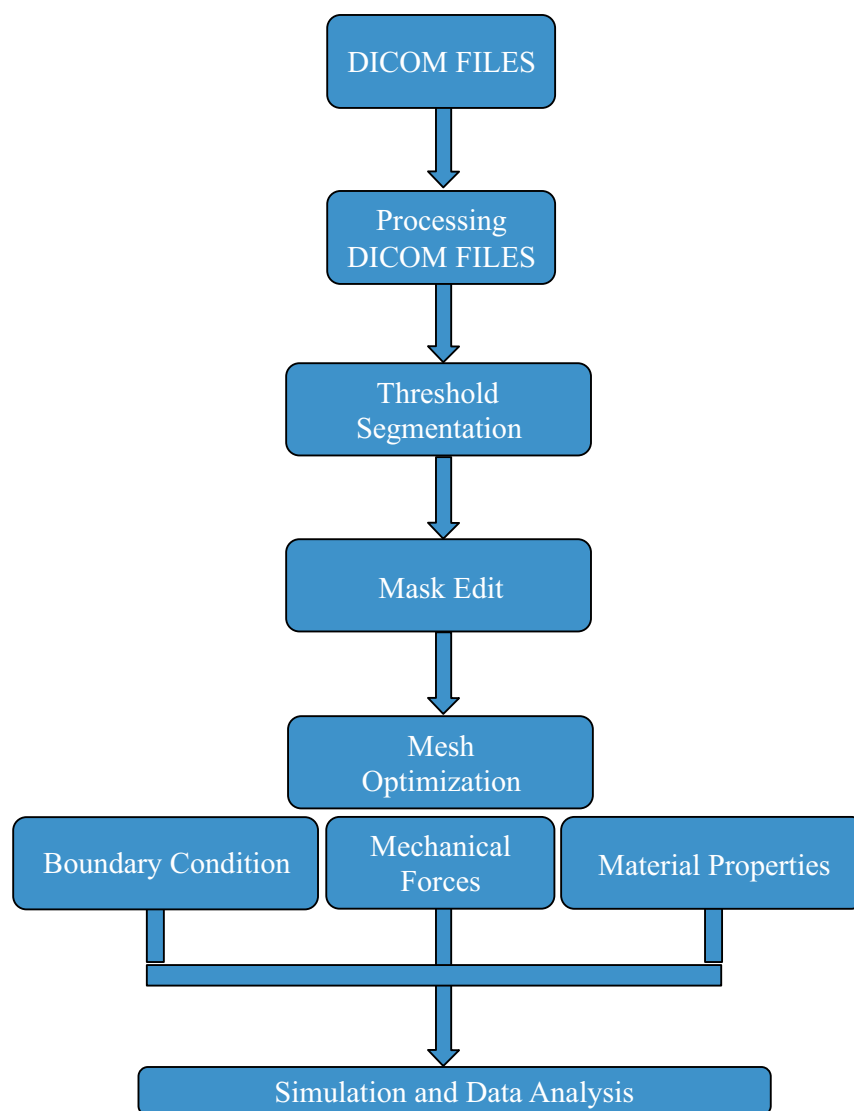 DICOM FILES
Processing
DICOM FILES
Threshold
Segmentation
Mask Edit
Mesh
Optimization
Boundary Condition
Mechanical
Forces
Material Properties
Simulation and Data Analysis